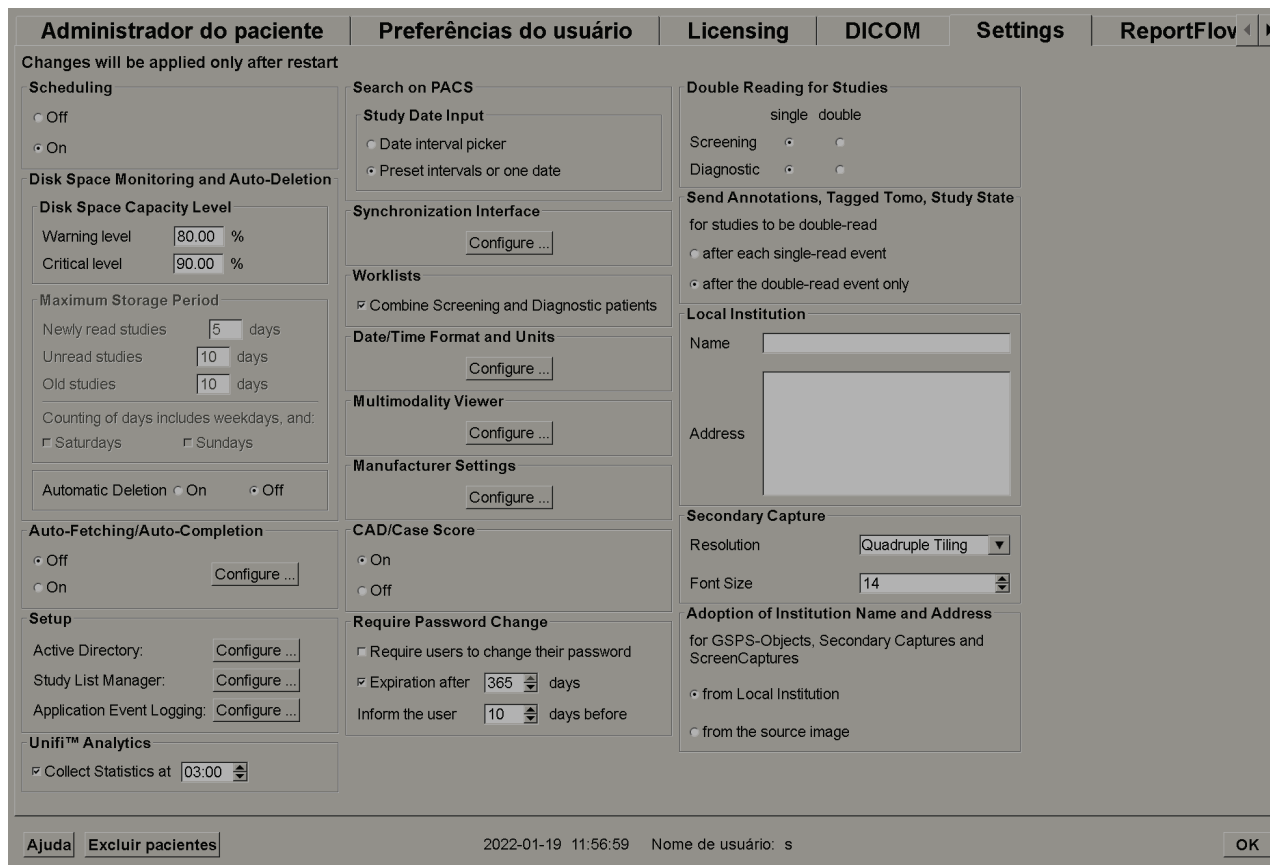 Administrador do paciente Preferências do usuário Licensing DICOM Settings ReportFlov
Changes will be applied only after restart
Scheduling
Off
On
Disk Space Monitoring and Auto-Deletion
Disk Space Capacity Level
Warning level 80.00 %
Critical level 90.00 %
Maximum Storage Period
Newly read studies 5 days
Unread studies 10 days
Old studies 10 days
Counting of days includes weekdays, and:
Saturdays Sundays
Automatic Deletion On Off
Auto-Fetching/Auto-Completion
Off
Configure ...
On
Setup
Active Directory: Configure ...
Study List Manager: Configure ...
Application Event Logging: Configure ...
Unifi™ Analytics
Collect Statistics at 03:00
Search on PACS
Study Date Input
Date interval picker
Preset intervals or one date
Synchronization Interface
Configure ...
Worklists
Combine Screening and Diagnostic patients
Date/Time Format and Units
Configure ...
Multimodality Viewer
Configure ...
Manufacturer Settings
Configure ...
CAD/Case Score
On
Off
Require Password Change
Require users to change their password
Expiration after 365 days
Inform the user 10 days before
Double Reading for Studies
single double
Screening
Diagnostic
Send Annotations, Tagged Tomo, Study State
for studies to be double-read
after each single-read event
after the double-read event only
Local Institution
Name
Address
Secondary Capture
Resolution Quadruple Tiling
Font Size 14
Adoption of Institution Name and Address
for GSPS-Objects, Secondary Captures and
ScreenCaptures
from Local Institution
from the source image
Ajuda Excluir pacientes 2022-01-19 11:56:59 Nome de usuário: s OK